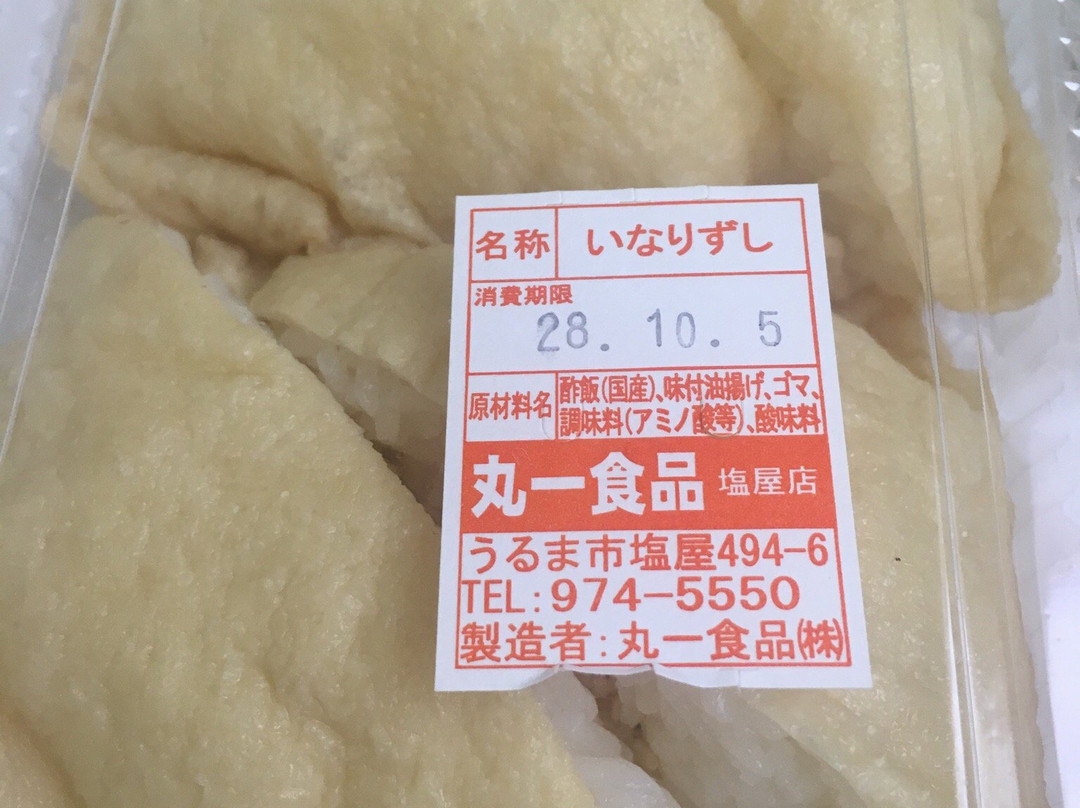 名称 いなりずし
消費期限
28. 10. 5
原材料名 酢飯(国産)、味付油揚げ、ゴマ、
調味料(アミノ酸等)、酸味料
丸一食品 塩屋店
うるま市塩屋494-6
TEL:974-5550
製造者:丸一食品(株)